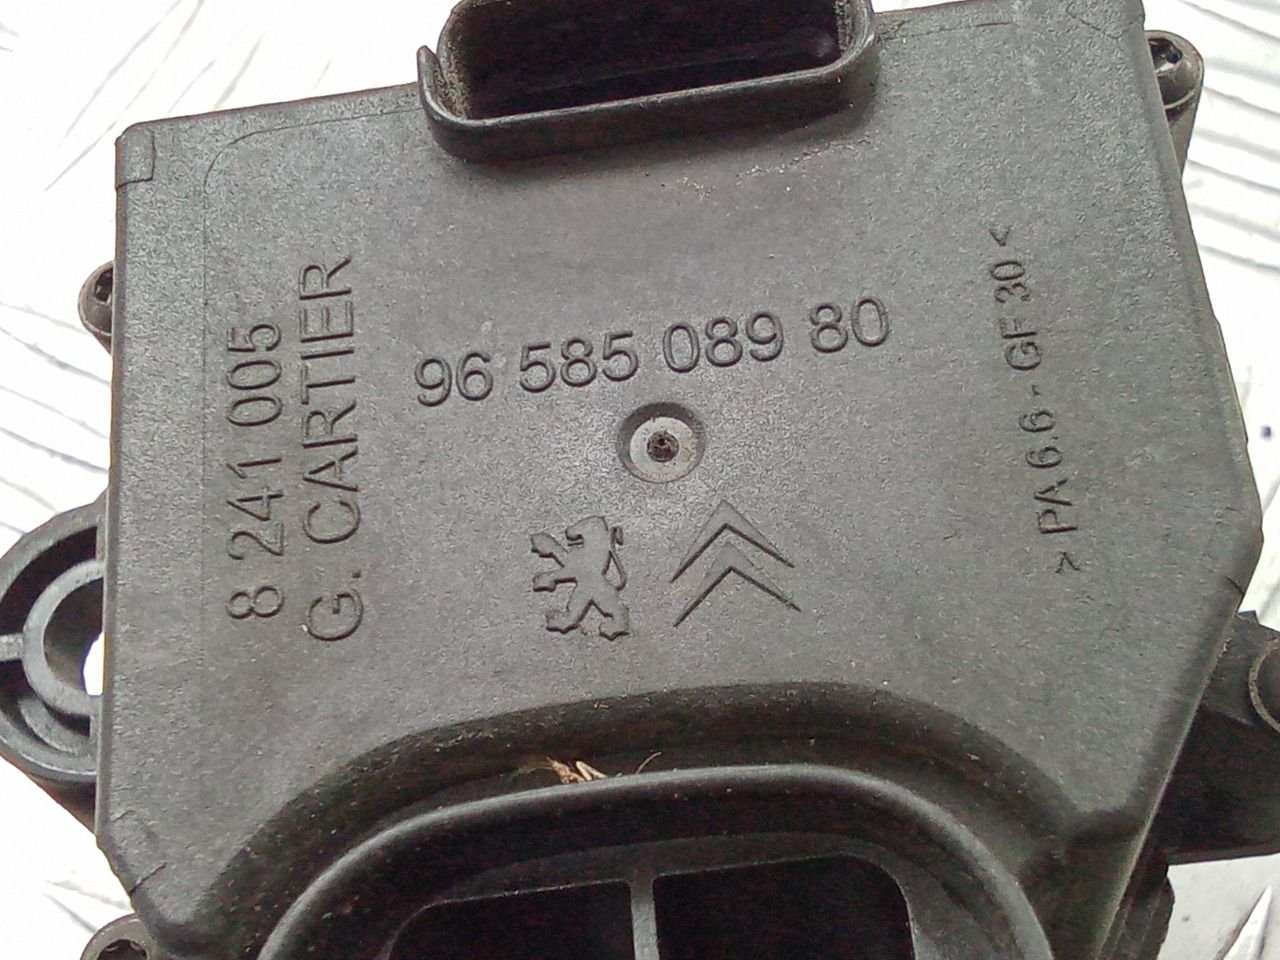 8 241 005
G. CARTIER
96 585 089 80
>PA 6.6 - GF 30<